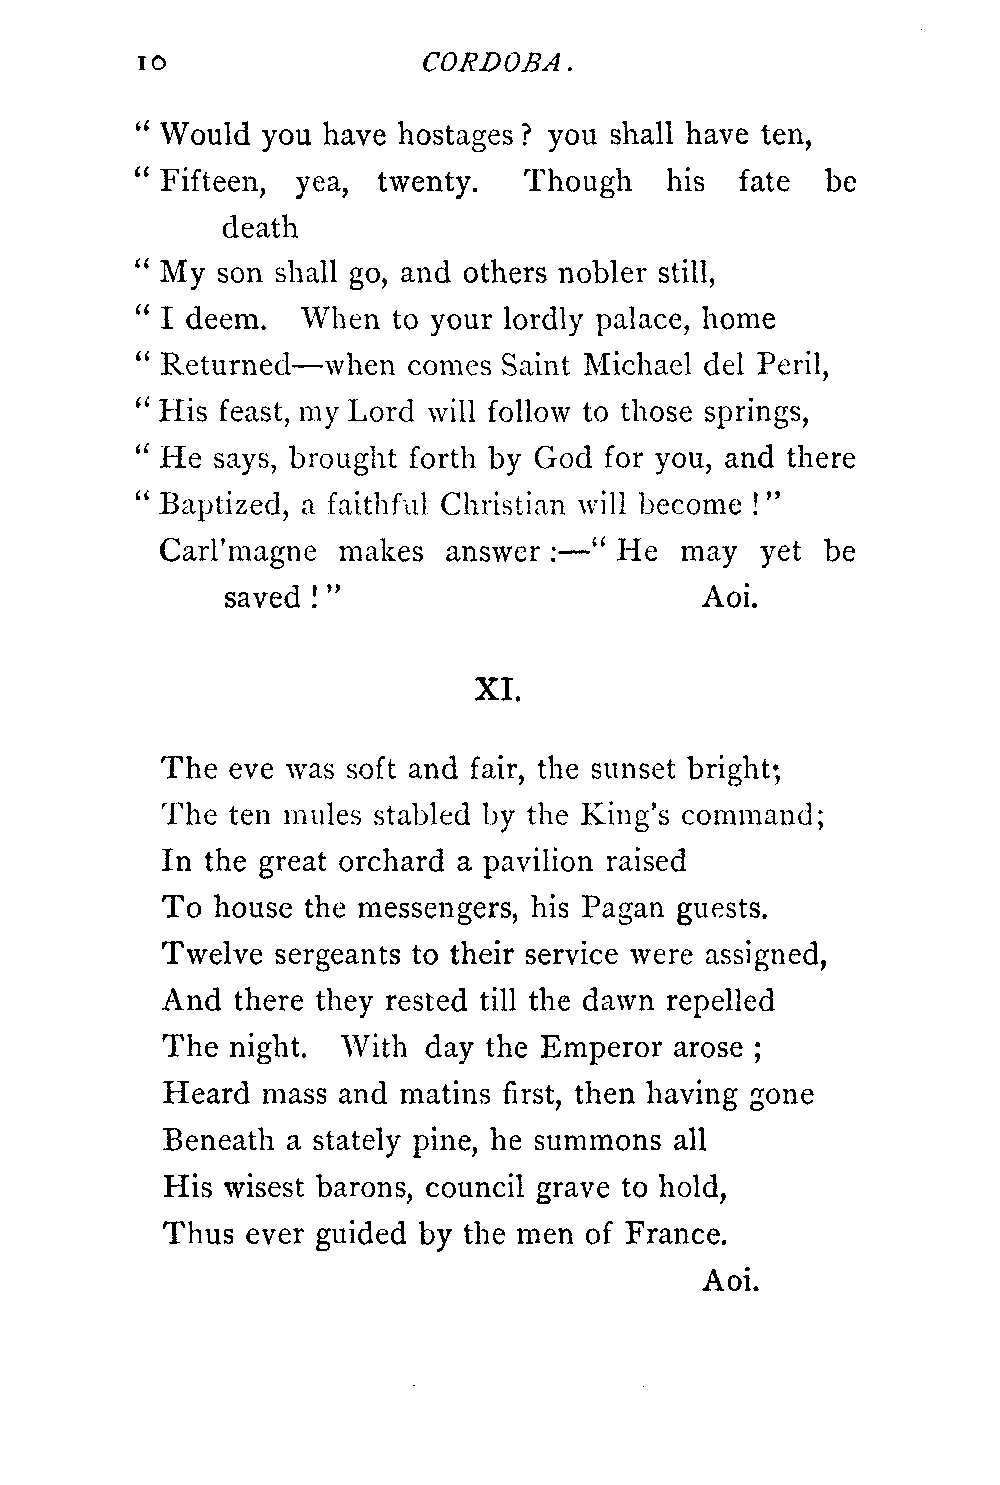 10 CORDOBA.
“ Would you have hostages ? you shall have ten,
“ Fifteen, yea, twenty. Though his fate be
death
“ My son shall go, and others nobler still,
“ I deem. When to your lordly palace, home
“ Returned—when comes Saint Michael del Peril,
“ His feast, my Lord will follow to those springs,
“ He says, brought forth by God for you, and there
“ Baptized, a faithful Christian will become ! ”
Carl’magne makes answer :—“ He may yet be
saved ! ” Aoi.
XI.
The eve was soft and fair, the sunset bright;
The ten mules stabled by the King’s command;
In the great orchard a pavilion raised
To house the messengers, his Pagan guests.
Twelve sergeants to their service were assigned,
And there they rested till the dawn repelled
The night. With day the Emperor arose ;
Heard mass and matins first, then having gone
Beneath a stately pine, he summons all
His wisest barons, council grave to hold,
Thus ever guided by the men of France.
Aoi.